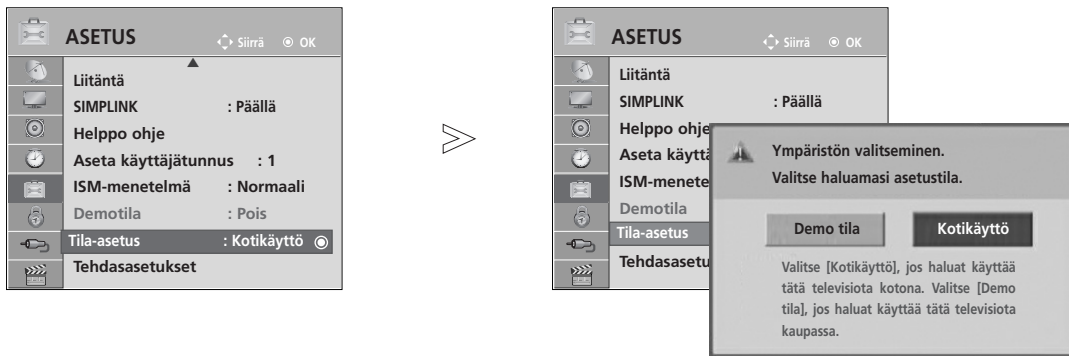 ASETUS
Siirrä OK
Liitäntä
SIMPLINK : Päällä
Helppo ohje
Aseta käyttäjätunnus : 1
ISM-menetelmä : Normaali
Demotila : Pois
Tila-asetus : Kotikäyttö
Tehdasasetukset
ASETUS
Siirrä OK
Liitäntä
SIMPLINK : Päällä
Helppo ohje
Aseta käyttä
ISM-menete
Demotila
Tila-asetus
Tehdasasetu
Ympäristön valitseminen.
Valitse haluamasi asetustila.
Demo tila Kotikäyttö
Valitse [Kotikäyttö], jos haluat käyttää
tätä televisiota kotona. Valitse [Demo
tila], jos haluat käyttää tätä televisiota
kaupassa.